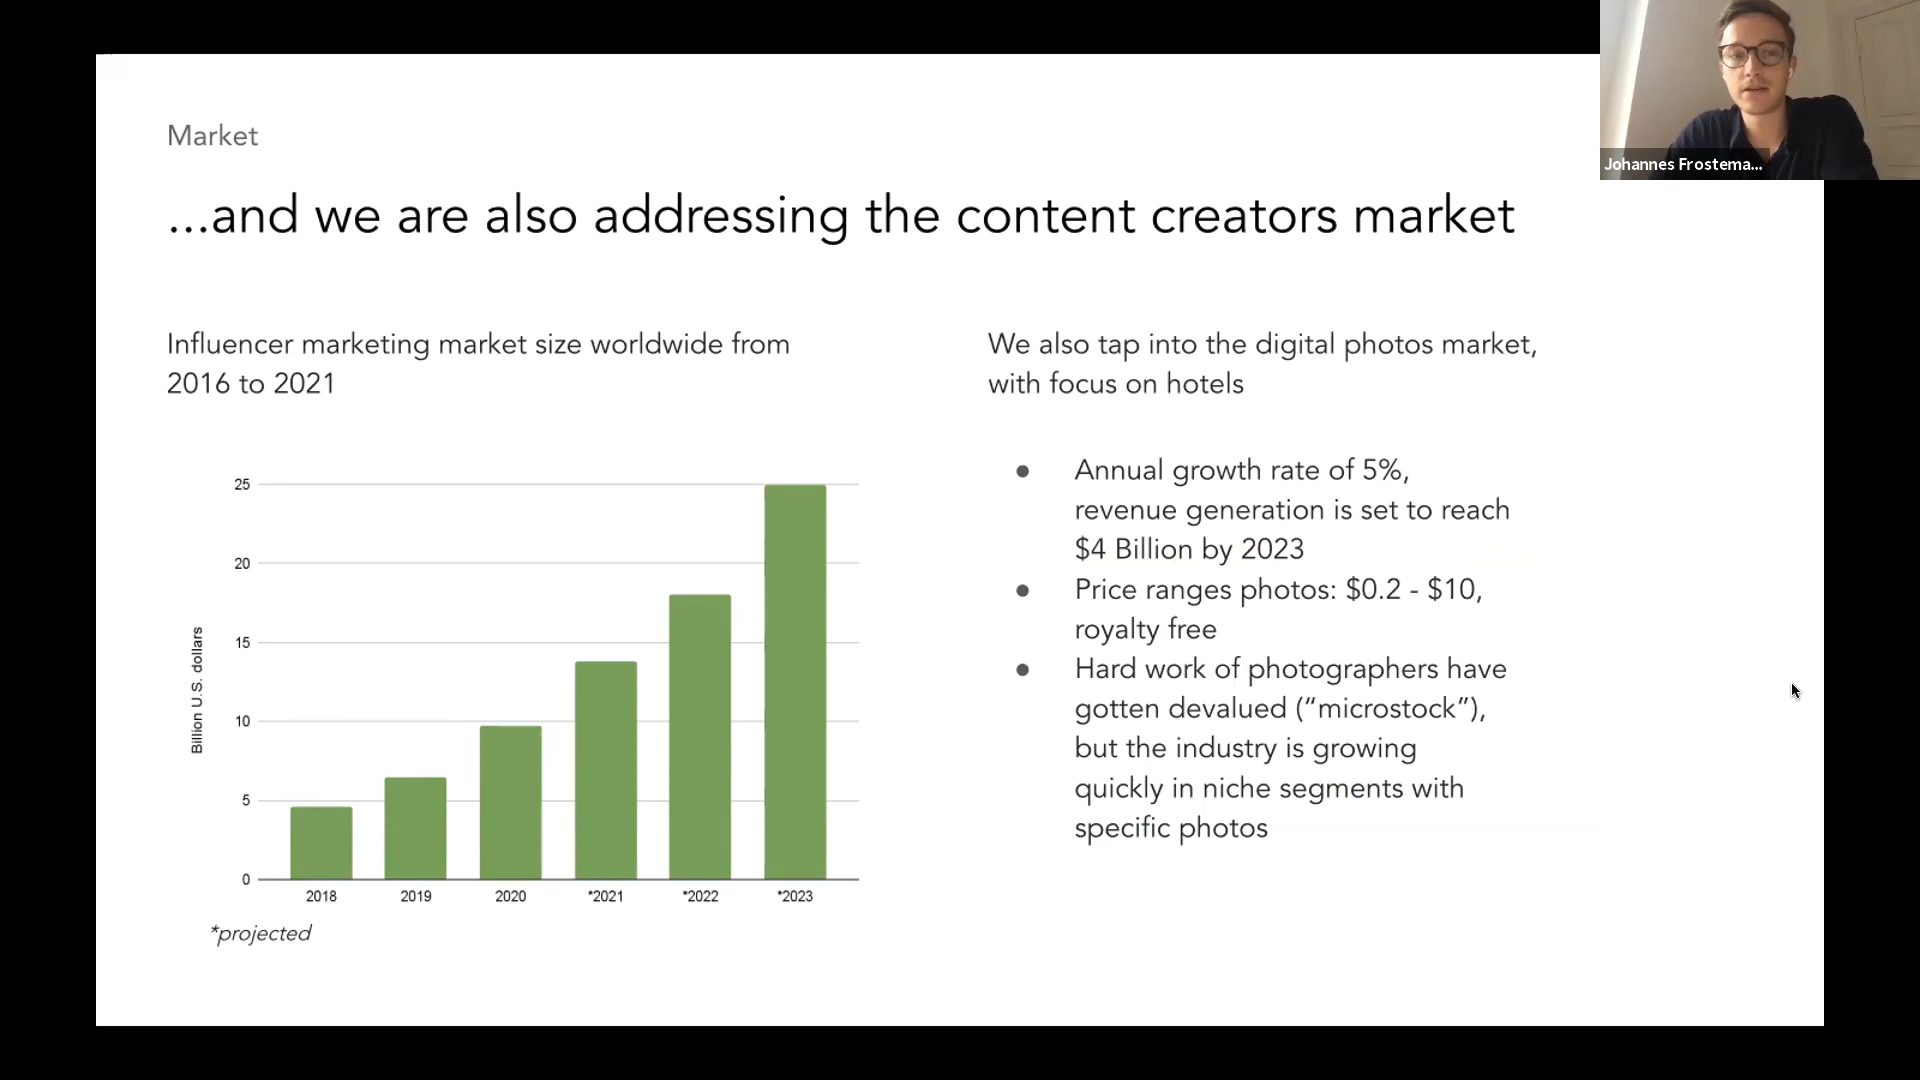 Johannes Frostema...
Market
...and we are also addressing the content creators market
Influencer marketing market size worldwide from
2016 to 2021
25
20
15
10
5
0
Billion U.S. dollars
2018 2019 2020 *2021 *2022 *2023
*projected
We also tap into the digital photos market,
with focus on hotels
● Annual growth rate of 5%,
revenue generation is set to reach
$4 Billion by 2023
● Price ranges photos: $0.2 - $10,
royalty free
● Hard work of photographers have
gotten devalued (“microstock”),
but the industry is growing
quickly in niche segments with
specific photos